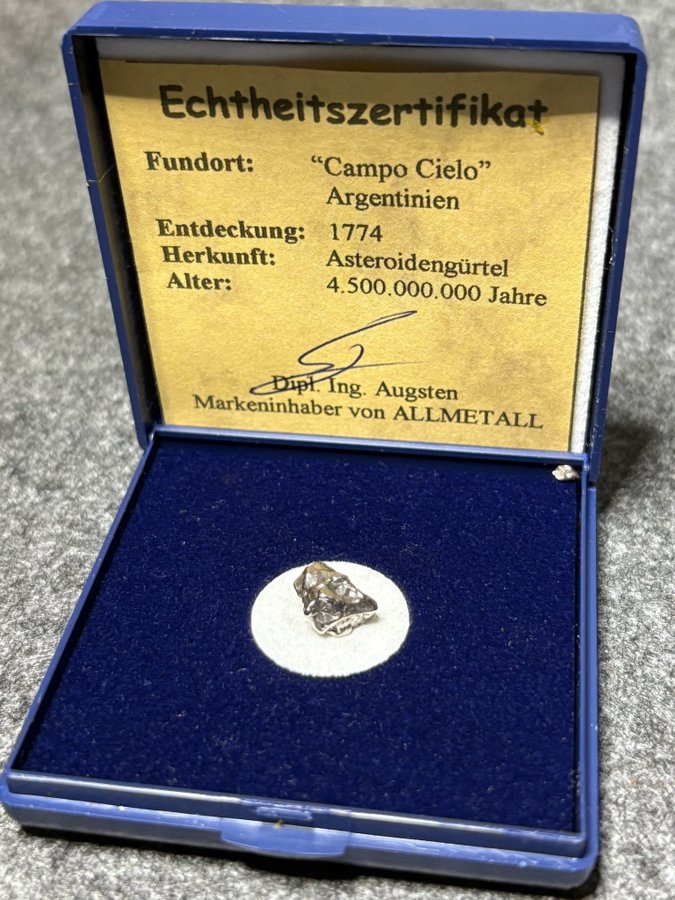 Echtheitszertifikat
Fundort: “Campo Cielo”
Argentinien
Entdeckung: 1774
Herkunft: Asteroidengürtel
Alter: 4.500.000.000 Jahre
Dipl. Ing. Augsten
Markeninhaber von ALLMETALL